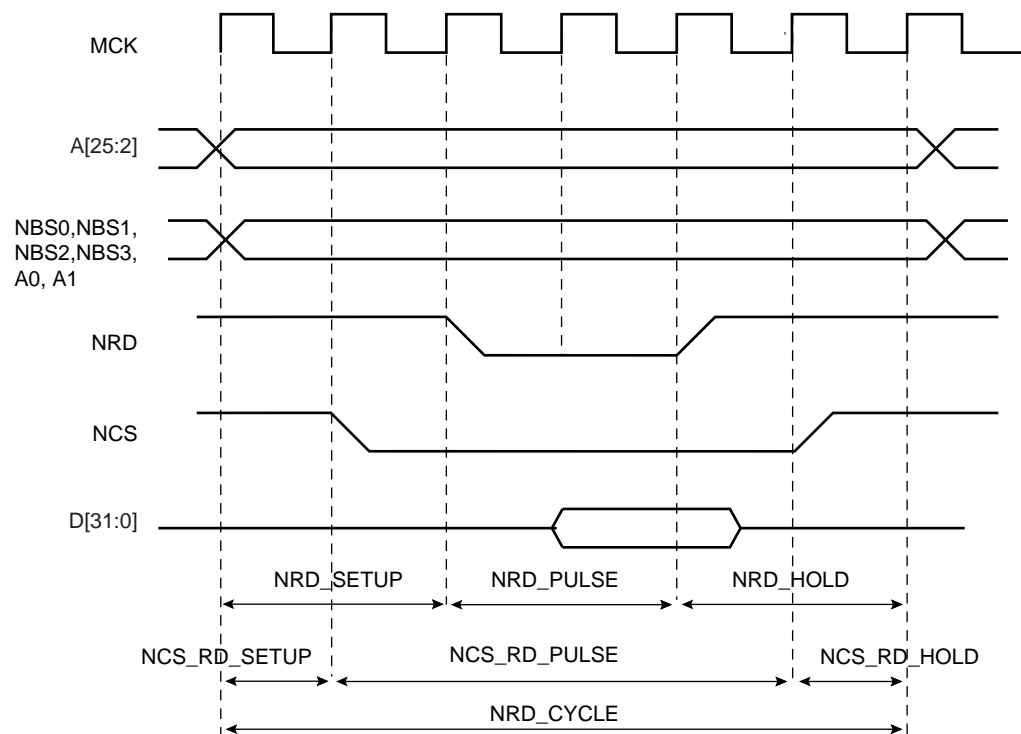 MCK
A[25:2]
NBS0,NBS1,
NBS2,NBS3,
A0, A1
NRD
NCS
D[31:0]
NRD_SETUP NRD_PULSE NRD_HOLD
NCS_RD_SETUP NCS_RD_PULSE NCS_RD_HOLD
NRD_CYCLE